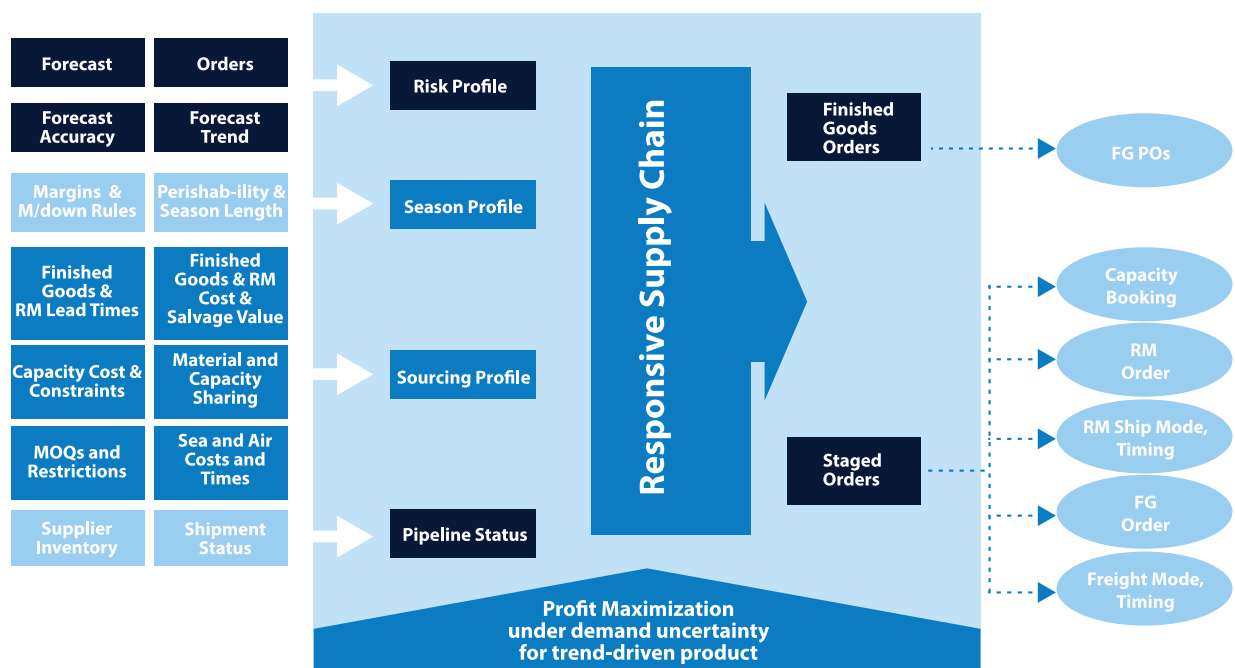 Forecast
Orders
Forecast
Accuracy
Forecast
Trend
Margins &
M/down Rules
Perishab-ility &
Season Length
Finished
Goods &
RM Lead Times
Finished
Goods & RM
Cost &
Salvage Value
Capacity Cost &
Constraints
Material and
Capacity
Sharing
MOQs and
Restrictions
Sea and Air
Costs and
Times
Supplier
Inventory
Shipment
Status
Risk Profile
Season Profile
Sourcing Profile
Pipeline Status
Responsive Supply Chain
Profit Maximization
under demand uncertainty
for trend-driven product
Finished
Goods
Orders
Staged
Orders
FG POs
Capacity
Booking
RM
Order
RM Ship Mode,
Timing
FG
Order
Freight Mode,
Timing